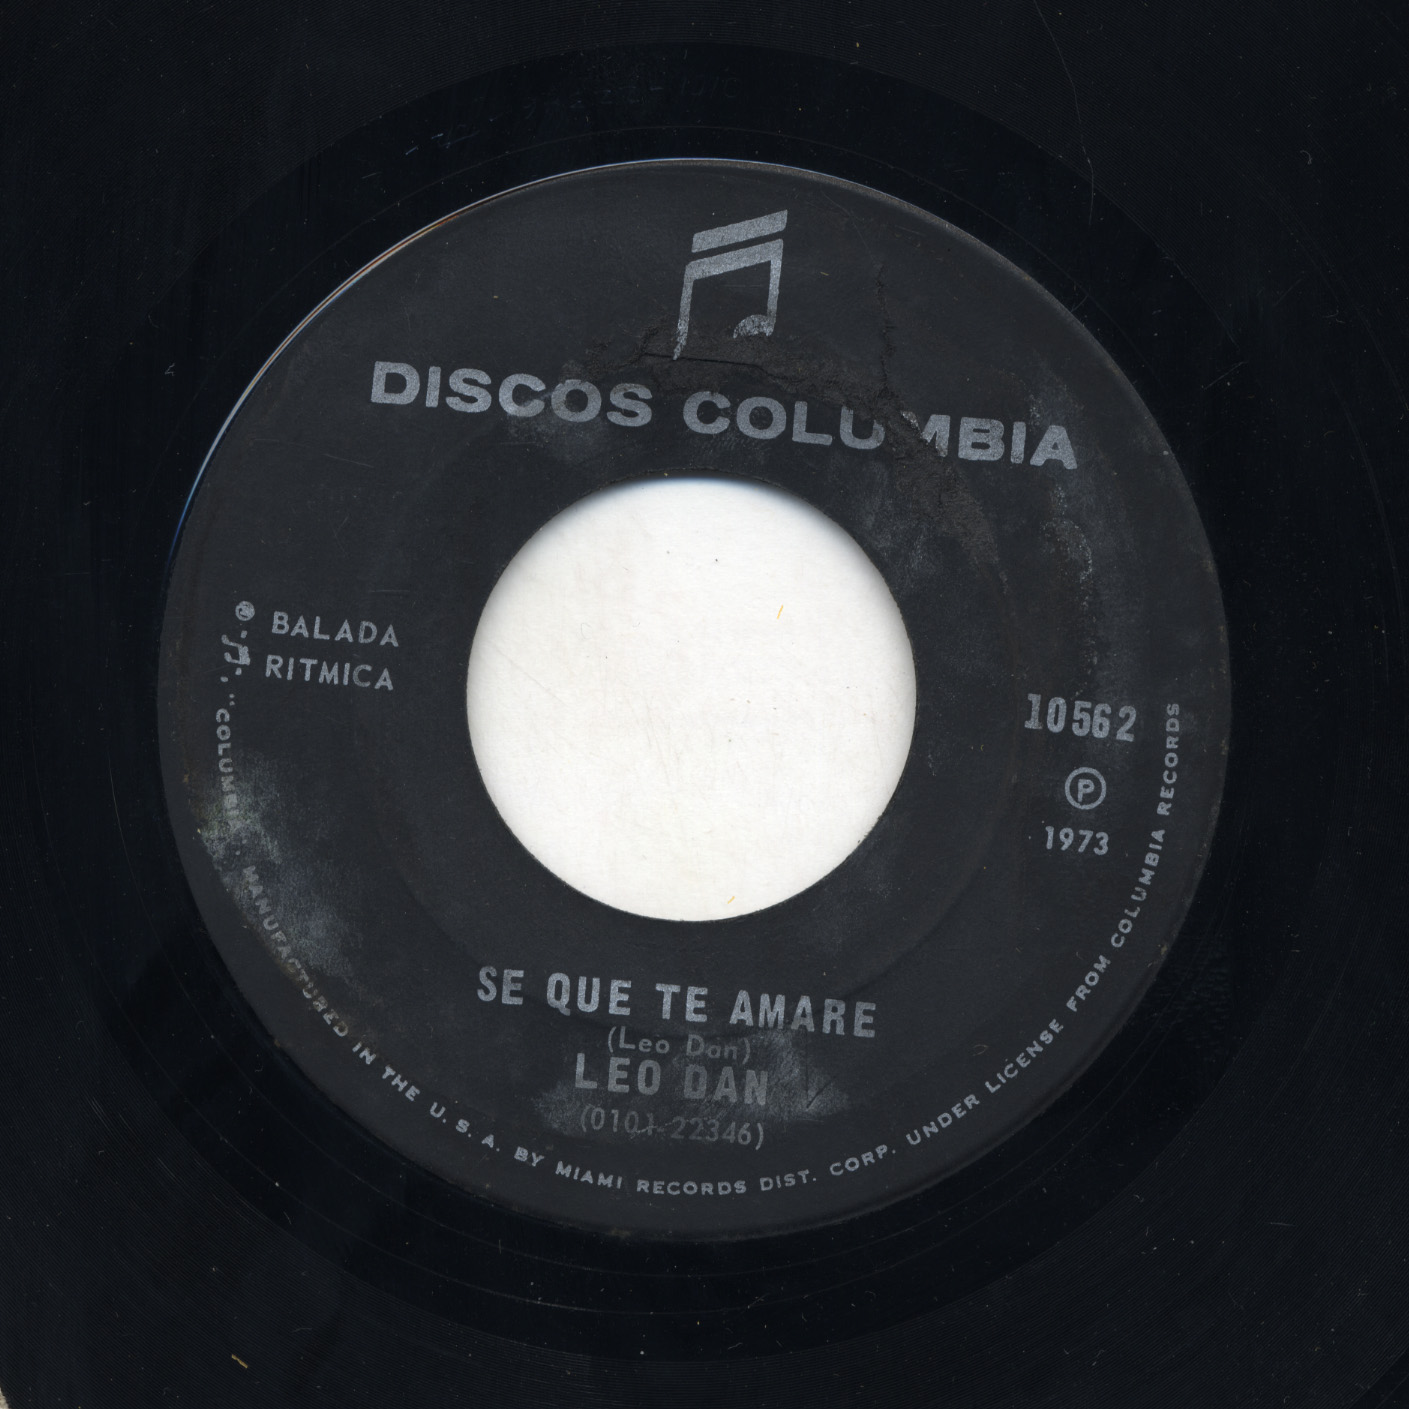 DISCOS COLUMBIA
BALADA
RITMICA
10562
Ⓟ
1973
SE QUE TE AMARE
(Leo Dan)
LEO DAN
(0101-22346)
"COLUMBIA", MANUFACTURED IN THE U.S.A. BY MIAMI RECORDS DIST. CORP. UNDER LICENSE FROM COLUMBIA RECORDS